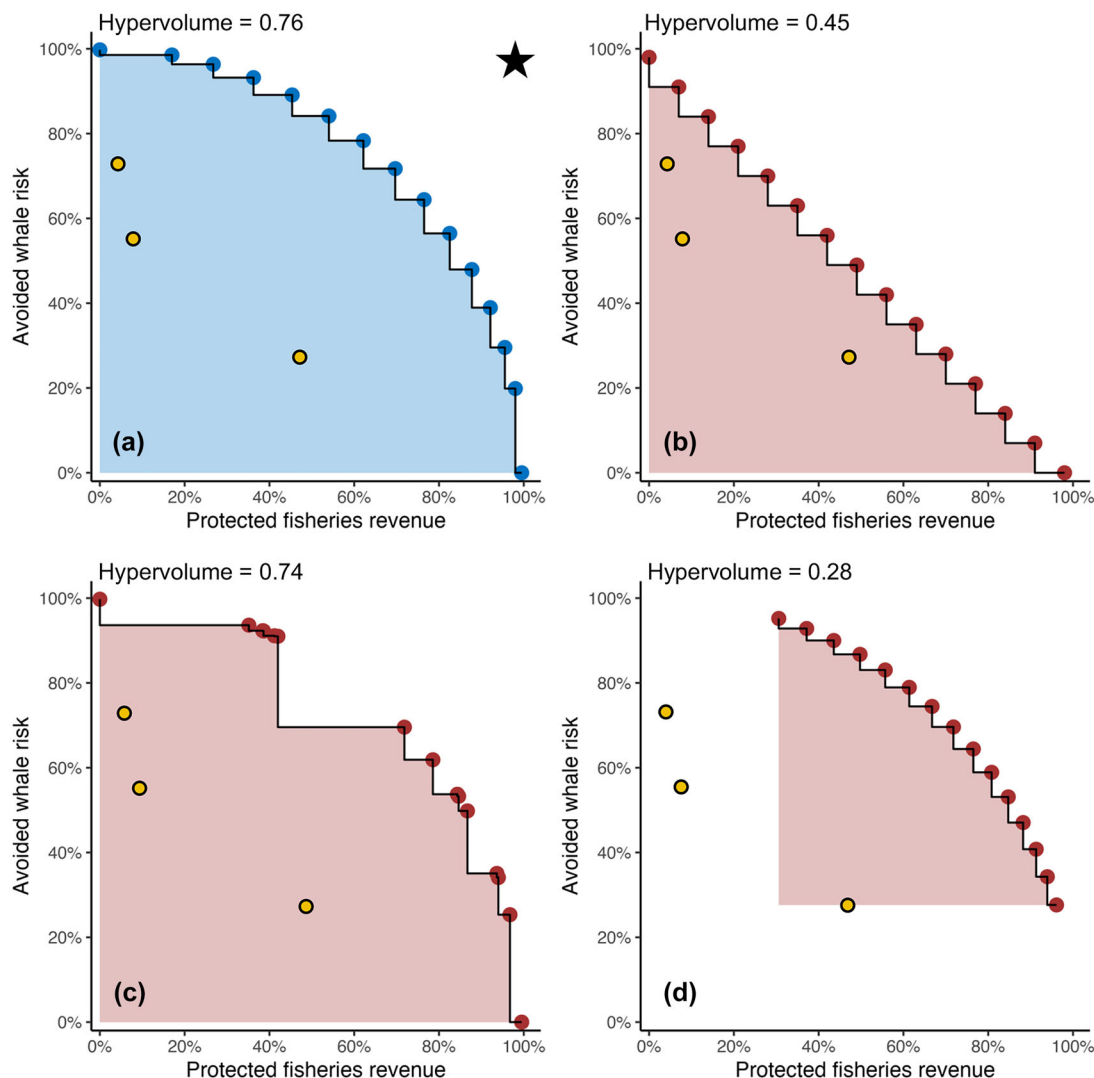 Hypervolume = 0.76
100%
80%
60%
40%
20%
0%
Avoided whale risk
(a)
0% 20% 40% 60% 80% 100%
Protected fisheries revenue
Hypervolume = 0.45
100%
80%
60%
40%
20%
0%
Avoided whale risk
(b)
0% 20% 40% 60% 80% 100%
Protected fisheries revenue
Hypervolume = 0.74
100%
80%
60%
40%
20%
0%
Avoided whale risk
(c)
0% 20% 40% 60% 80% 100%
Protected fisheries revenue
Hypervolume = 0.28
100%
80%
60%
40%
20%
0%
Avoided whale risk
(d)
0% 20% 40% 60% 80% 100%
Protected fisheries revenue